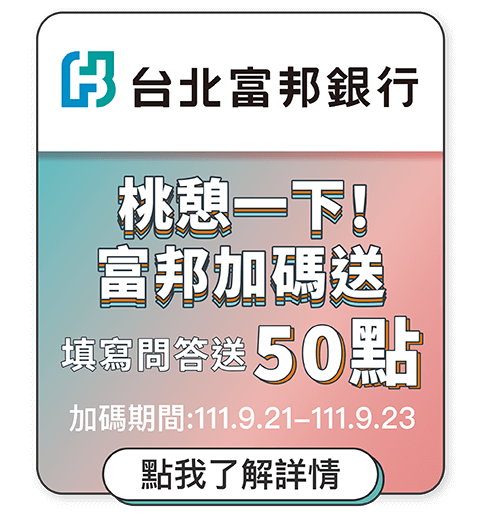 台北富邦銀行
桃憩一下!
富邦加碼送
填寫問答送50點
加碼期間:111.9.21-111.9.23
點我了解詳情